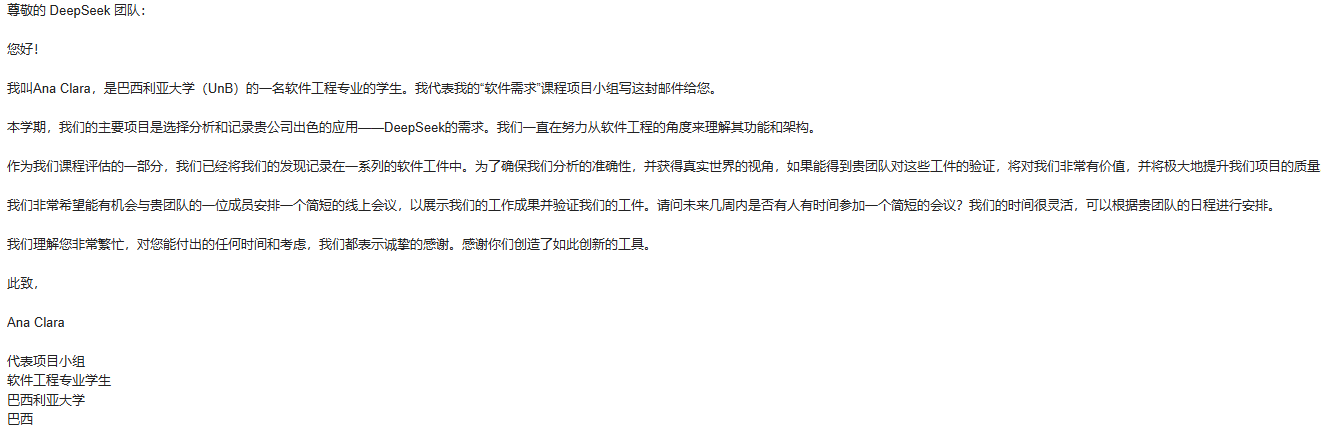 尊敬的 DeepSeek 团队：
您好！
我叫Ana Clara，是巴西利亚大学（UnB）的一名软件工程专业的学生。我代表我的“软件需求”课程项目小组写这封邮件给您。
本学期，我们的主要项目是选择分析和记录贵公司出色的应用——DeepSeek的需求。我们一直在努力从软件工程的角度来理解其功能和架构。
作为我们课程评估的一部分，我们已经将我们的发现记录在一系列的软件工件中。为了确保我们分析的准确性，并获得真实世界的视角，如果能得到贵团队对这些工件的验证，将对我们非常有价值，并将极大地提升我们项目的质量
我们非常希望能有机会与贵团队的一位成员安排一个简短的线上会议，以展示我们的工作成果并验证我们的工件。请问未来几周内是否有人有时间参加一个简短的会议？我们的时间很灵活，可以根据贵团队的日程进行安排。
我们理解您非常繁忙，对您能付出的任何时间和考虑，我们都表示诚挚的感谢。感谢你们创造了如此创新的工具。
此致，
Ana Clara
代表项目小组
软件工程专业学生
巴西利亚大学
巴西